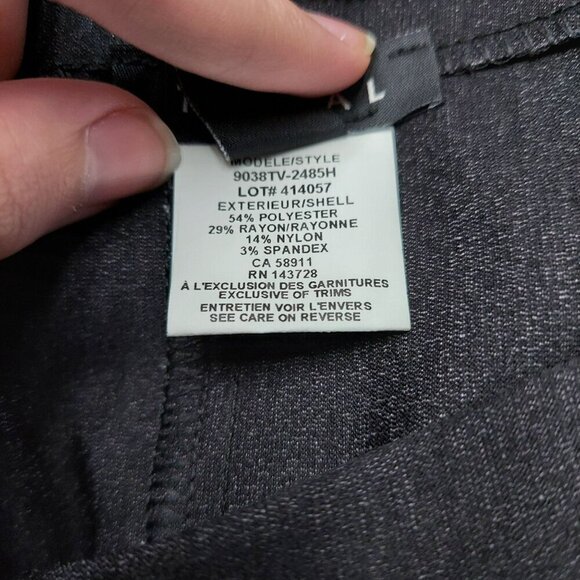 AL
MODELE/STYLE
9038TV-2485H
LOT# 414057
EXTERIEUR/SHELL
54% POLYESTER
29% RAYON/RAYONNE
14% NYLON
3% SPANDEX
CA 58911
RN 143728
À L'EXCLUSION DES GARNITURES
EXCLUSIVE OF TRIMS
ENTRETIEN VOIR L'ENVERS
SEE CARE ON REVERSE